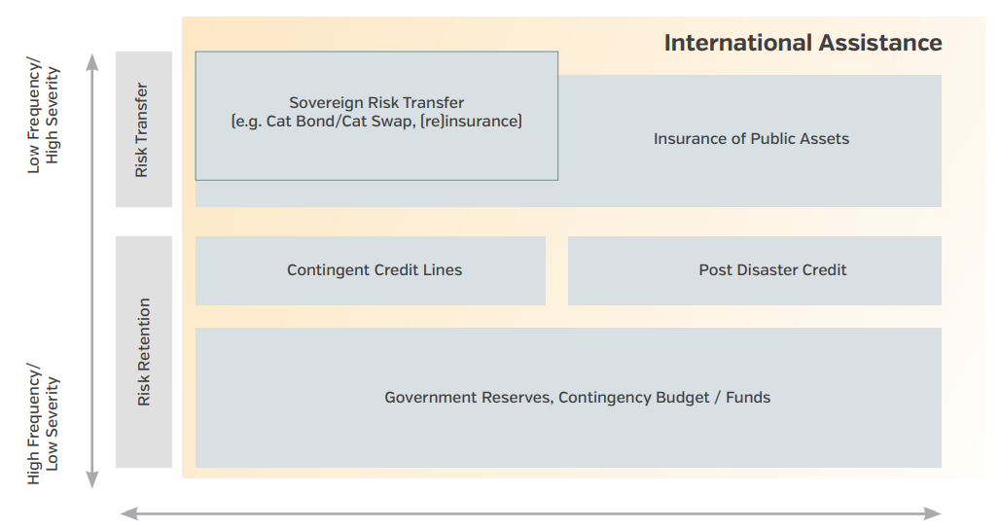 International Assistance
Low Frequency/
High Severity
Risk Transfer
Sovereign Risk Transfer
(e.g. Cat Bond/Cat Swap, (re)insurance)
Insurance of Public Assets
Contingent Credit Lines
Post Disaster Credit
Risk Retention
High Frequency/
Low Severity
Government Reserves, Contingency Budget / Funds